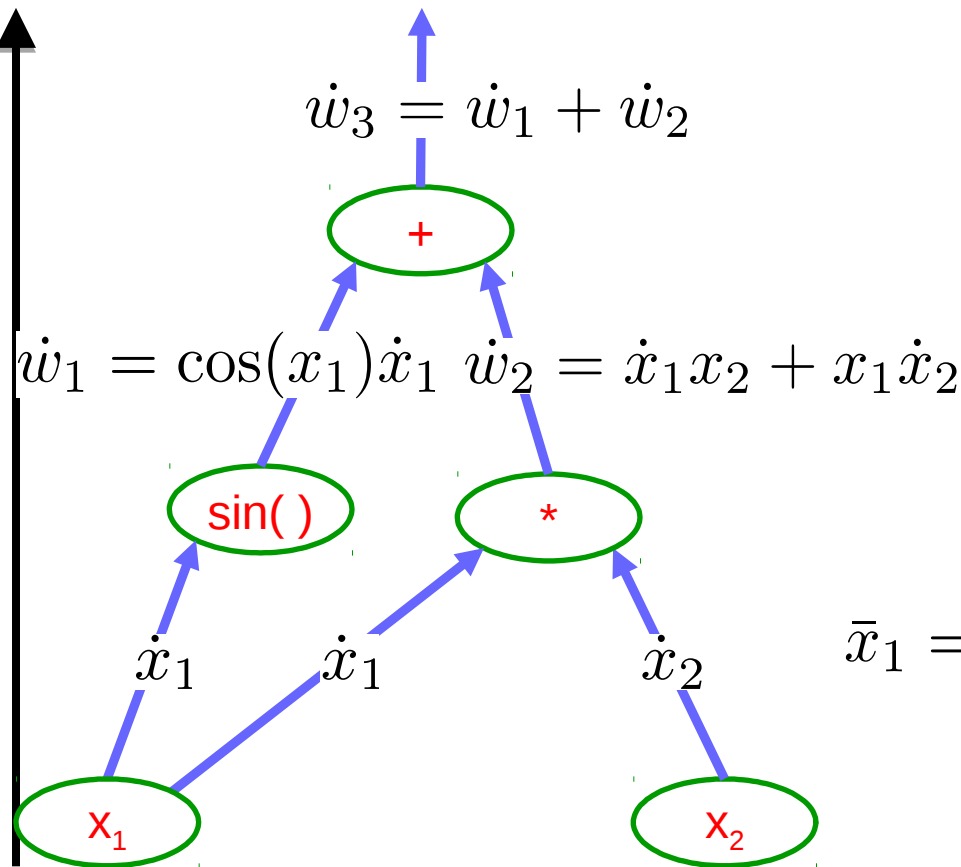 ẇ₃ = ẇ₁ + ẇ₂
+
ẇ₁ = cos(x₁)ẋ₁ ẇ₂ = ẋ₁x₂ + x₁ẋ₂
sin( ) *
ẋ₁ ẋ₁ ẋ₂ x̄₁ =
x₁ x₂